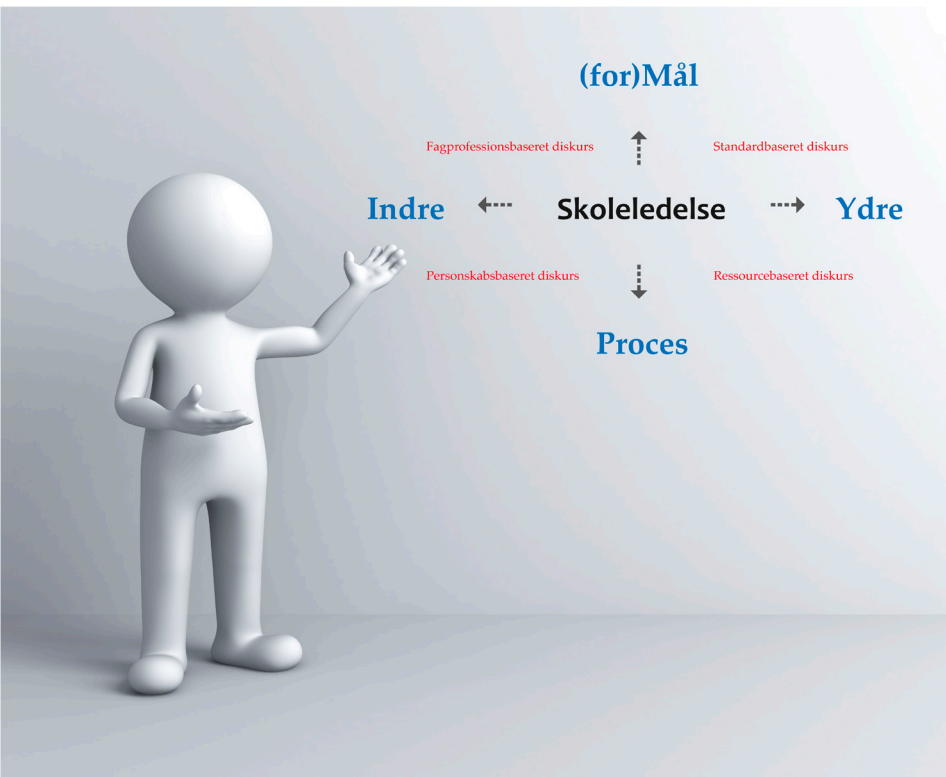 (for)Mål
Fagprofessionsbaseret diskurs
Standardbaseret diskurs
Indre
Skoleledelse
Ydre
Personskabsbaseret diskurs
Ressourcebaseret diskurs
Proces